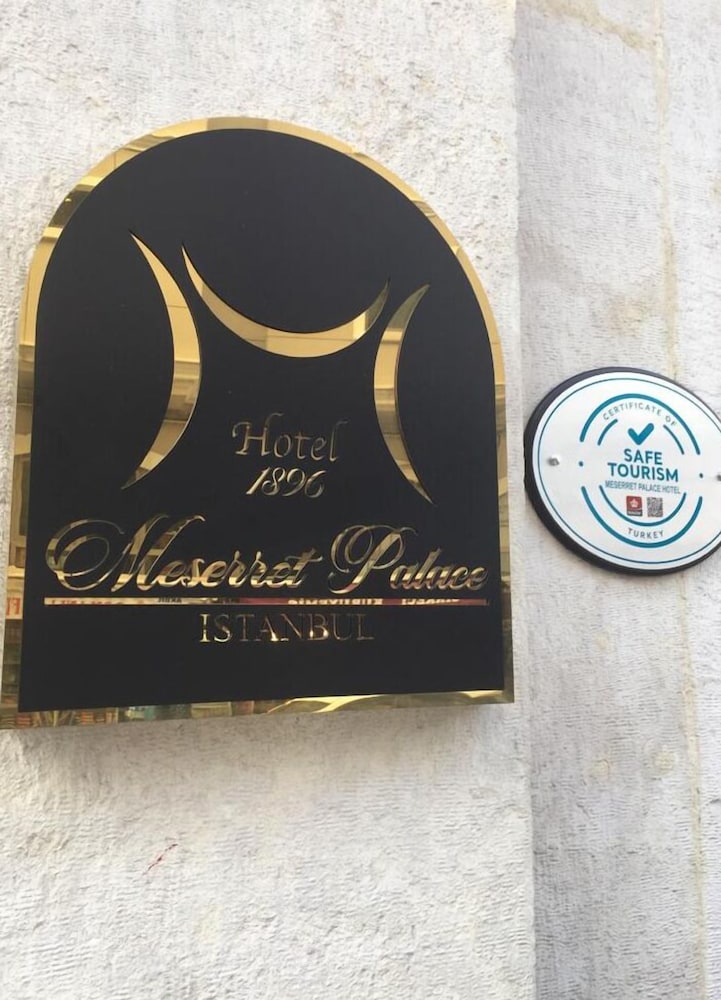 Hotel
1896
Meserret Palace
ISTANBUL
CERTIFICATE OF
SAFE
TOURISM
MESERRET PALACE HOTEL
TURKEY